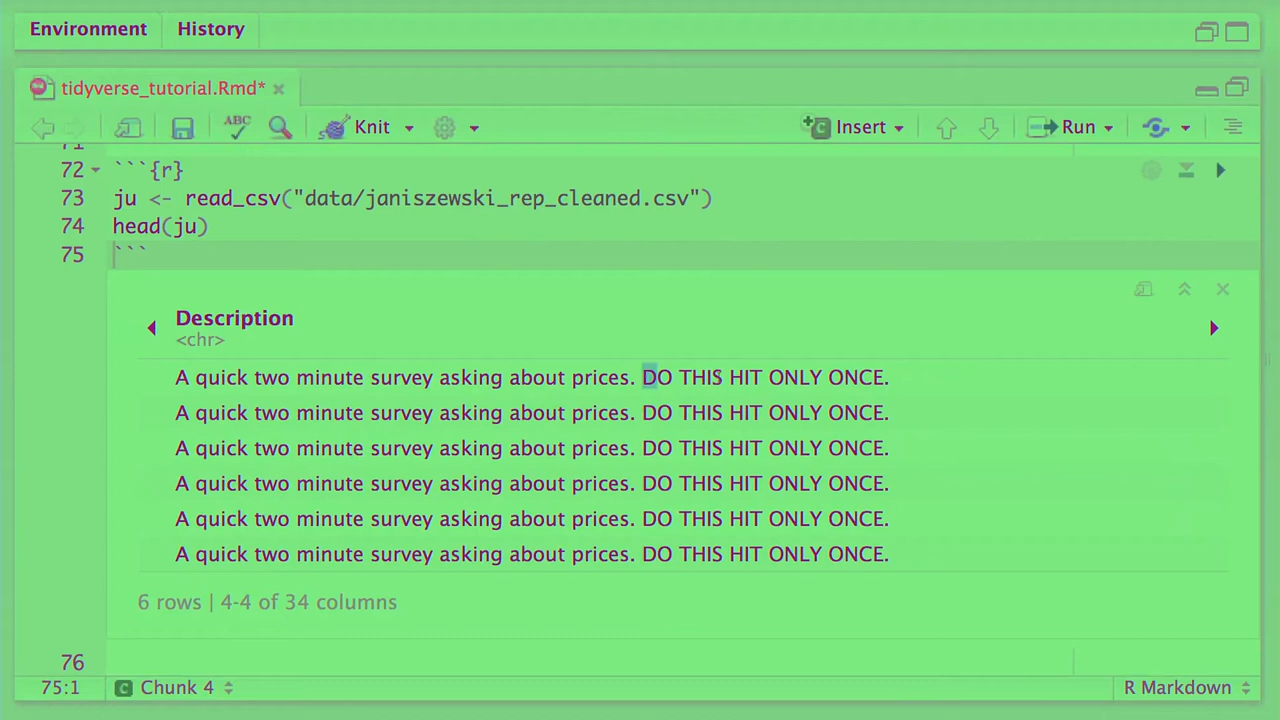 Environment History
tidyverse_tutorial.Rmd*
ABC Knit Insert Run
71
72 ```{r}
73 ju <- read_csv("data/janiszewski_rep_cleaned.csv")
74 head(ju)
75 ```
Description
<chr>
A quick two minute survey asking about prices. DO THIS HIT ONLY ONCE.
A quick two minute survey asking about prices. DO THIS HIT ONLY ONCE.
A quick two minute survey asking about prices. DO THIS HIT ONLY ONCE.
A quick two minute survey asking about prices. DO THIS HIT ONLY ONCE.
A quick two minute survey asking about prices. DO THIS HIT ONLY ONCE.
A quick two minute survey asking about prices. DO THIS HIT ONLY ONCE.
6 rows | 4-4 of 34 columns
76
75:1 C Chunk 4 R Markdown